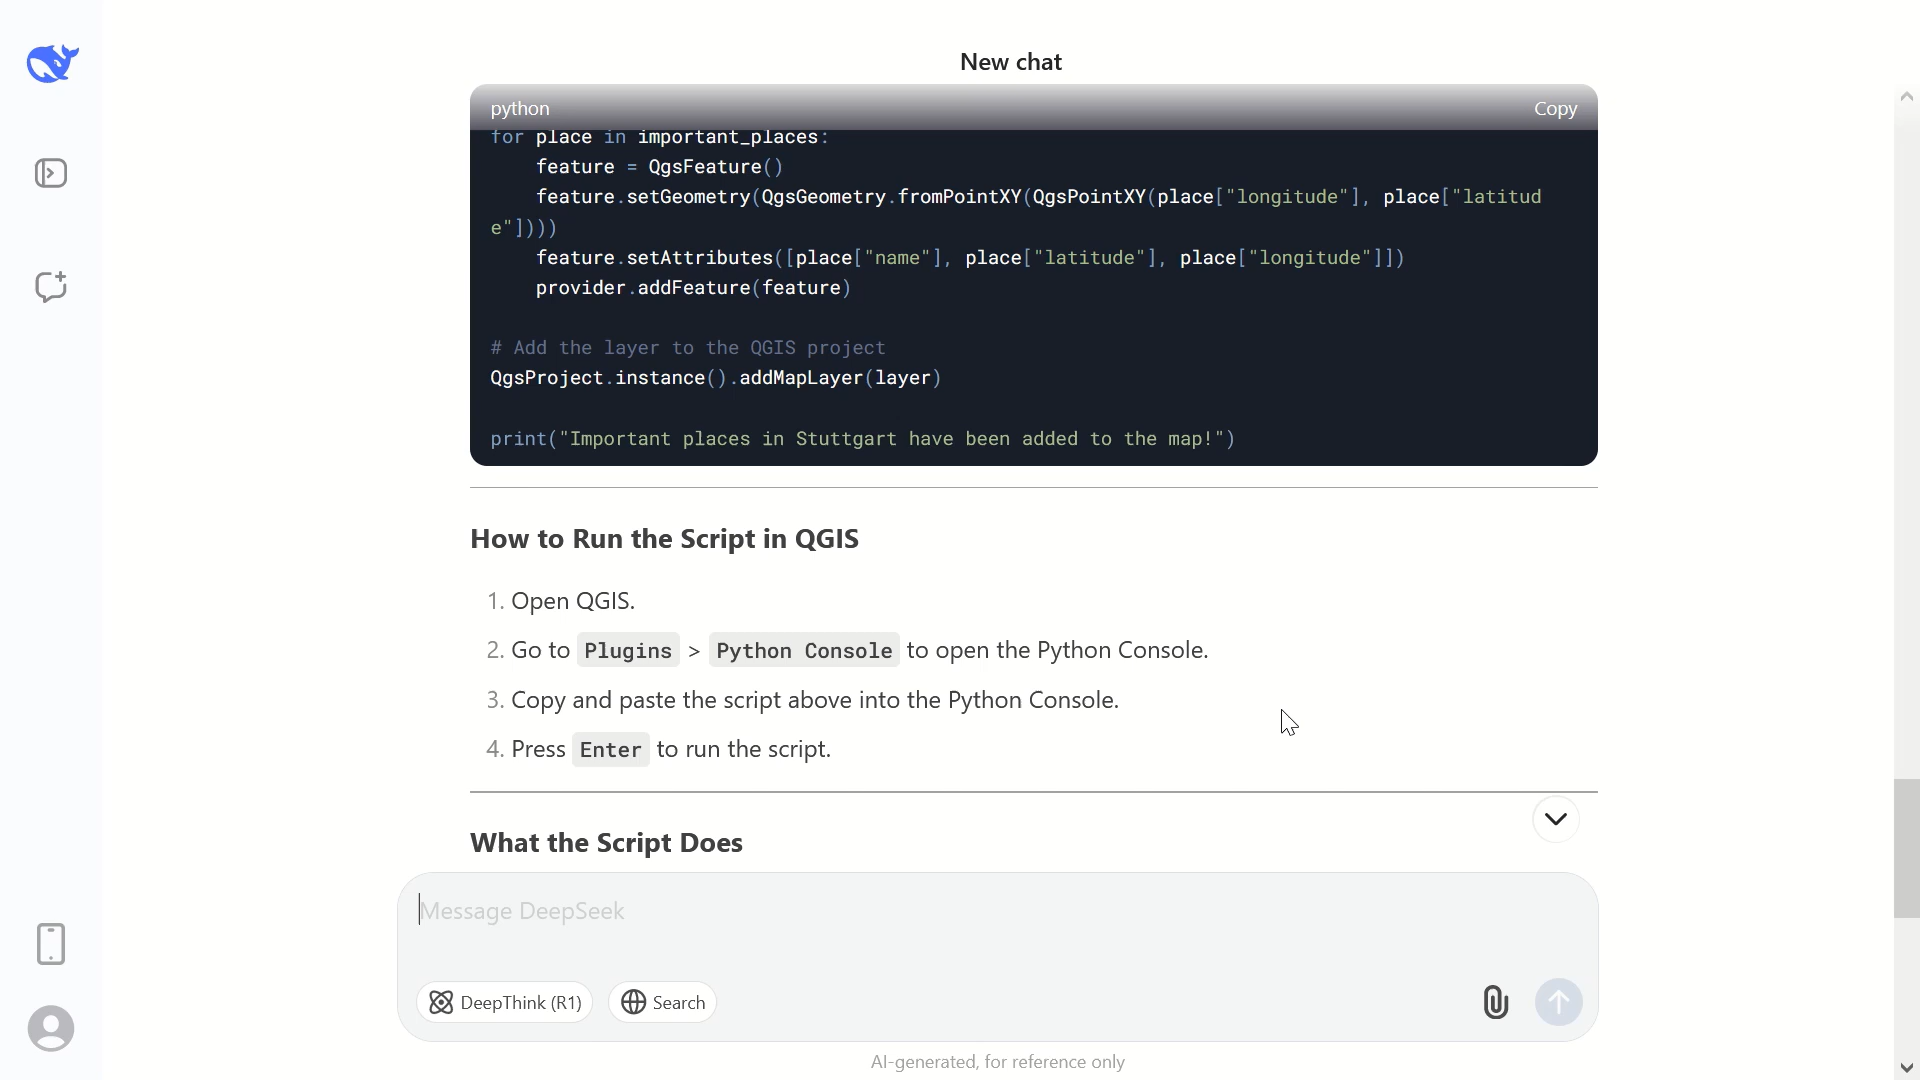 New chat
python Copy
for place in important_places:
    feature = QgsFeature()
    feature.setGeometry(QgsGeometry.fromPointXY(QgsPointXY(place["longitude"], place["latitud
e"])))
    feature.setAttributes([place["name"], place["latitude"], place["longitude"]])
    provider.addFeature(feature)
# Add the layer to the QGIS project
QgsProject.instance().addMapLayer(layer)
print("Important places in Stuttgart have been added to the map!")
How to Run the Script in QGIS
1. Open QGIS.
2. Go to Plugins > Python Console to open the Python Console.
3. Copy and paste the script above into the Python Console.
4. Press Enter to run the script.
What the Script Does
Message DeepSeek
DeepThink (R1) Search
AI-generated, for reference only